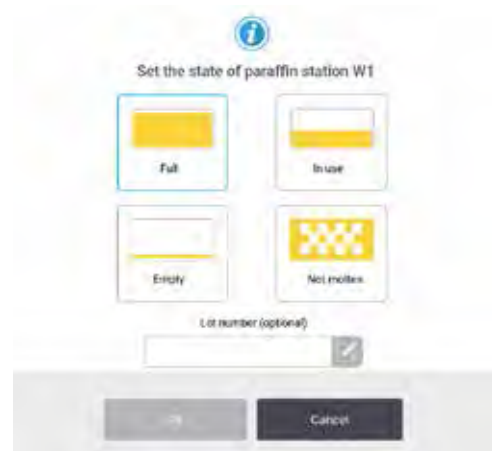 Set the state of paraffin station W1
Full
In use
Empty
Not molten
Lot number (optional)
Cancel